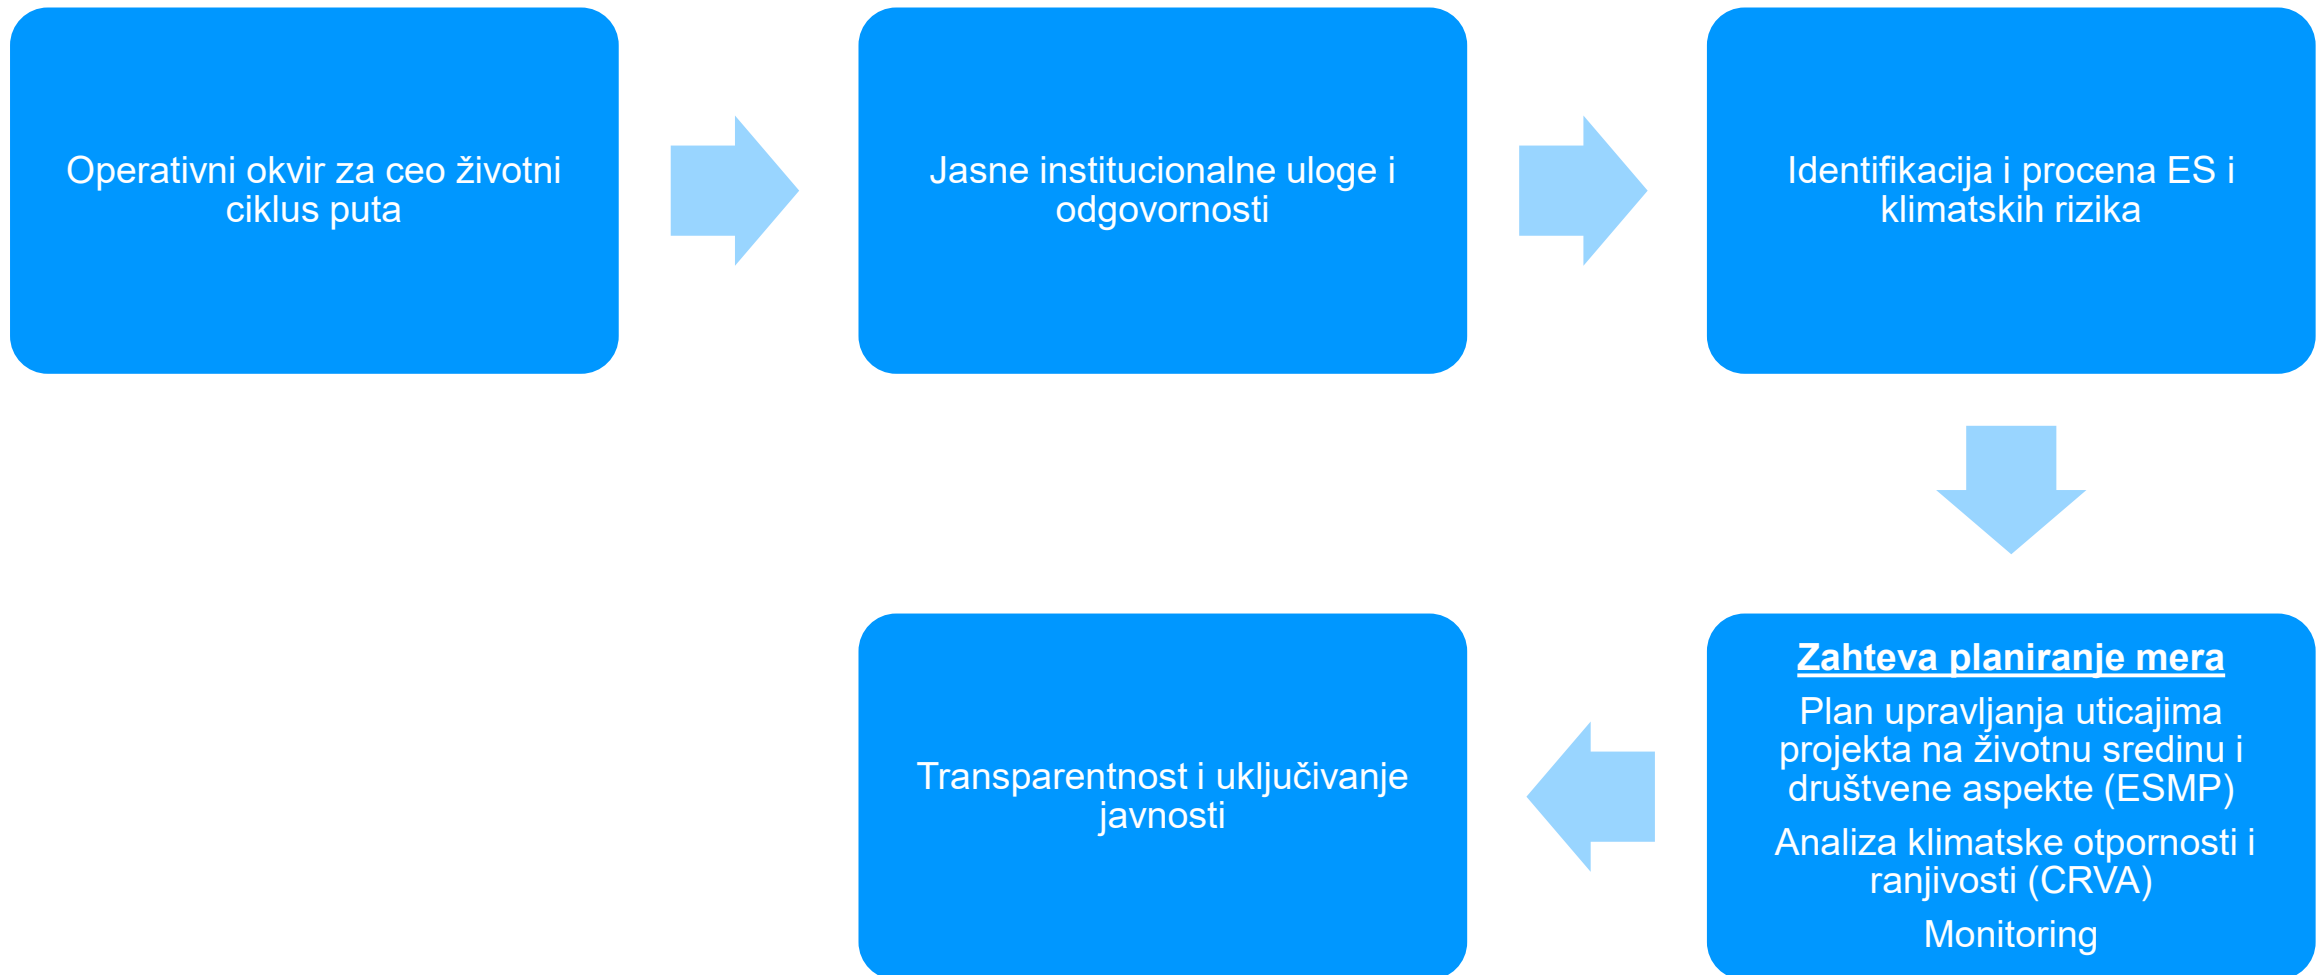 Operativni okvir za ceo životni
ciklus puta
Jasne institucionalne uloge i
odgovornosti
Identifikacija i procena ES i
klimatskih rizika
Zahteva planiranje mera
Plan upravljanja uticajima
projekta na životnu sredinu i
društvene aspekte (ESMP)
Analiza klimatske otpornosti i
ranjivosti (CRVA)
Monitoring
Transparentnost i uključivanje
javnosti